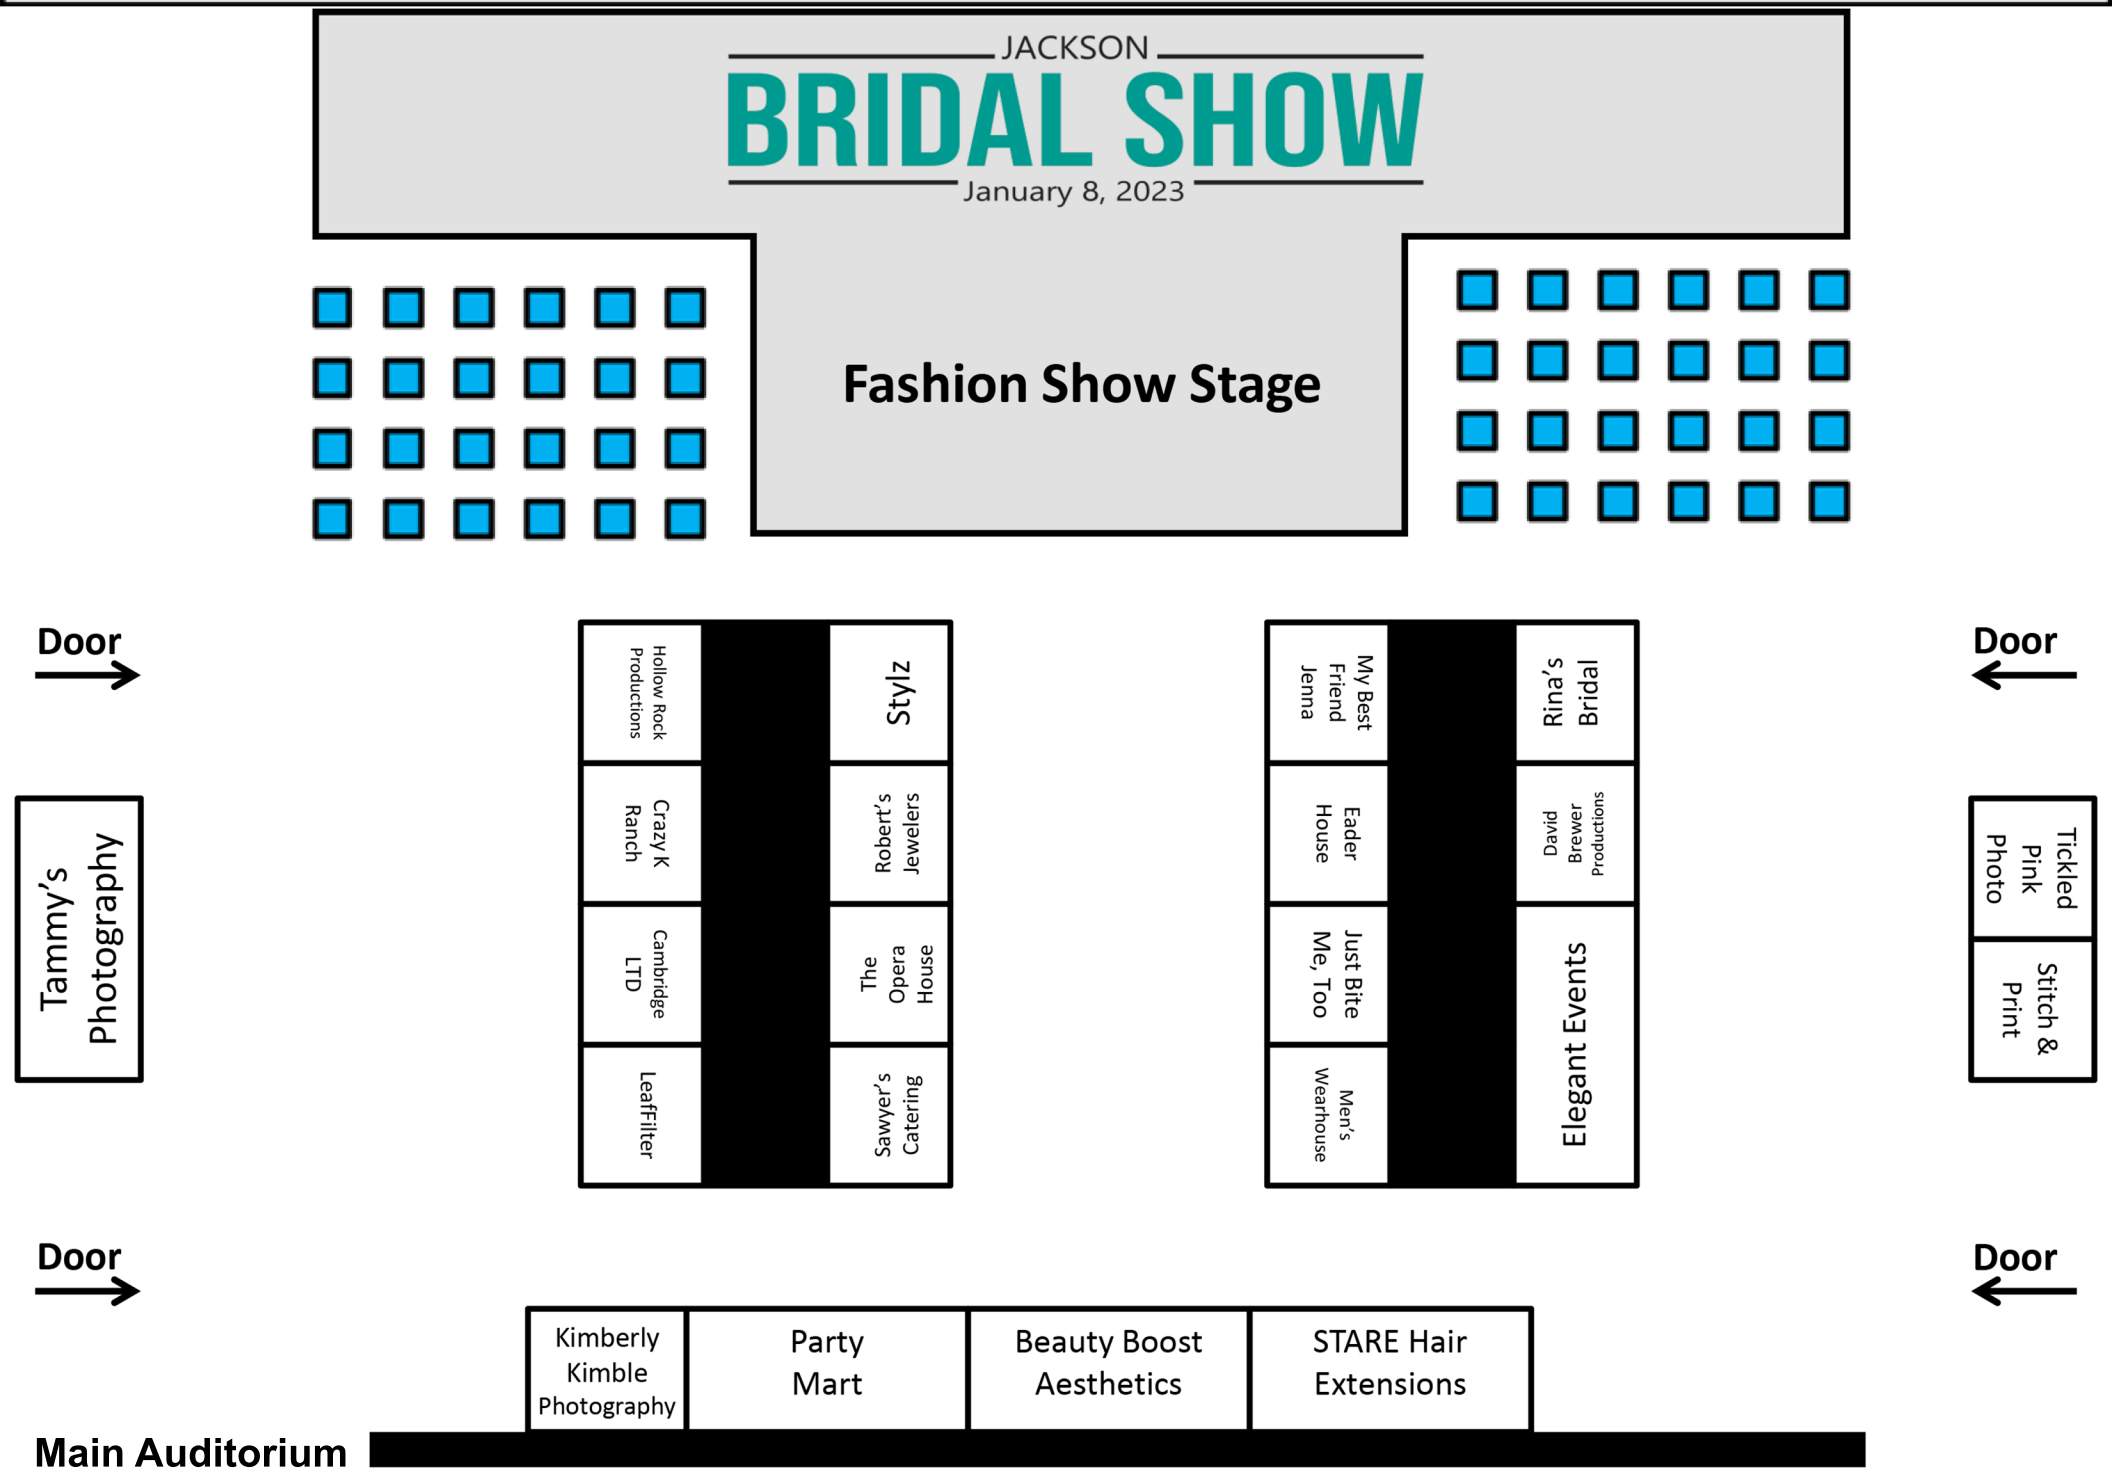 JACKSON
BRIDAL SHOW
January 8, 2023
Fashion Show Stage
Door
Door
Hollow Rock
Productions
Stylz
My Best
Friend
Jenna
Rina’s
Bridal
Crazy K
Ranch
Robert’s
Jewelers
Eader
House
David
Brewer
Productions
Tammy’s
Photography
Tickled
Pink
Photo
Cambridge
LTD
The
Opera
House
Just Bite
Me, Too
Elegant Events
Stitch &
Print
LeafFilter
Sawyer’s
Catering
Men’s
Wearhouse
Door
Door
Kimberly
Kimble
Photography
Party
Mart
Beauty Boost
Aesthetics
STARE Hair
Extensions
Main Auditorium